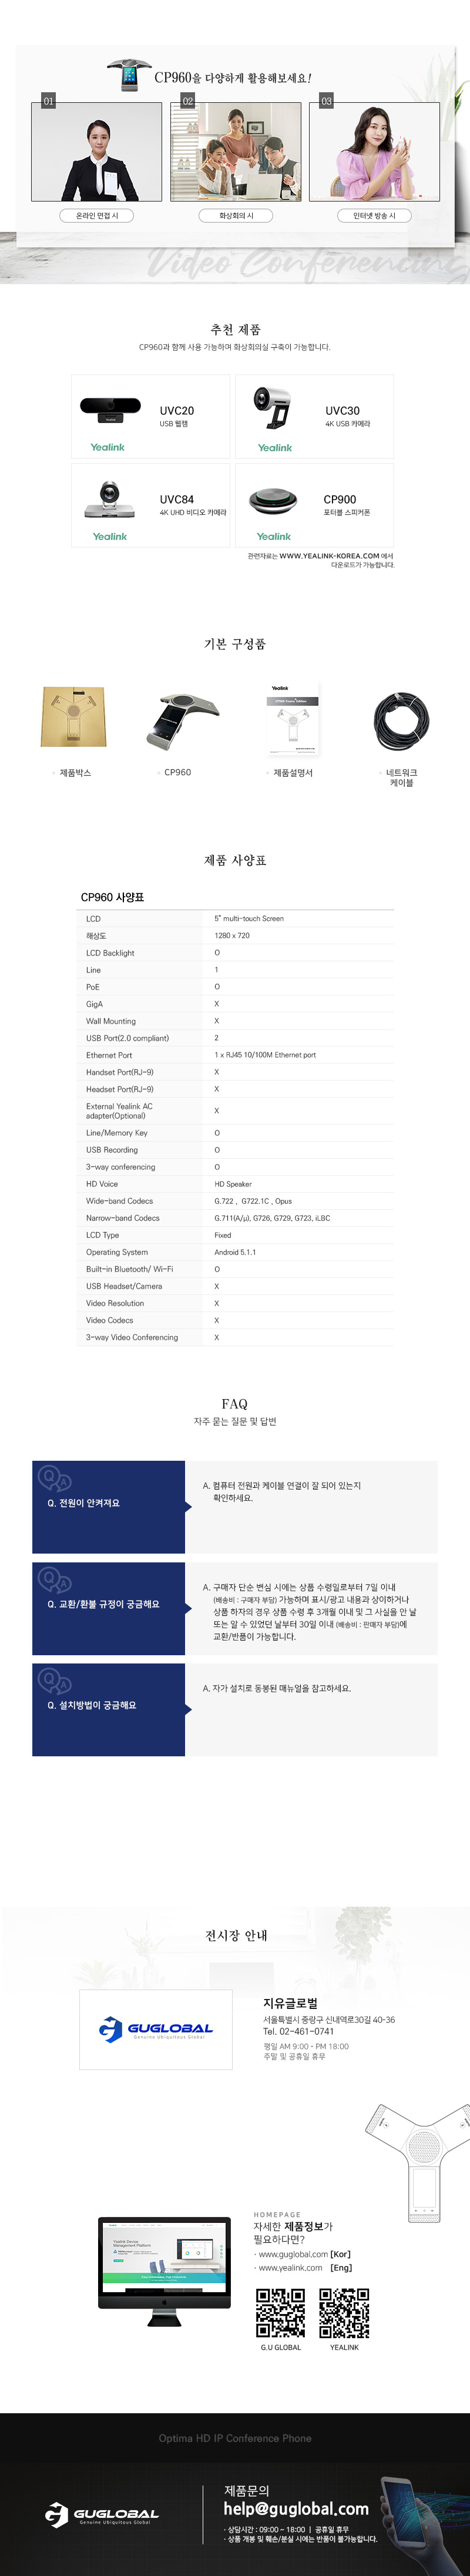 CP960을 다양하게 활용해보세요!
01
02
03
온라인 면접 시
화상회의 시
인터넷 방송 시
Video Conferencing
추천 제품
CP960과 함께 사용 가능하며 화상회의실 구축이 가능합니다.
UVC20
USB 웹캠
Yealink
UVC30
4K USB 카메라
Yealink
UVC84
4K UHD 비디오 카메라
Yealink
CP900
포터블 스피커폰
Yealink
관련자료는 WWW.YEALINK-KOREA.COM 에서
다운로드가 가능합니다.
기본 구성품
Yealink
제품박스
CP960
제품설명서
네트워크
케이블
제품 사양표
CP960 사양표
LCD 5" multi-touch Screen
해상도 1280 x 720
LCD Backlight O
Line 1
PoE O
GigA X
Wall Mounting X
USB Port(2.0 compliant) 2
Ethernet Port 1 x RJ45 10/100M Ethernet port
Handset Port(RJ-9) X
Headset Port(RJ-9) X
External Yealink AC
adapter(Optional) X
Line/Memory Key O
USB Recording O
3-way conferencing O
HD Voice HD Speaker
Wide-band Codecs G.722 , G722.1C , Opus
Narrow-band Codecs G.711(A/μ), G726, G729, G723, iLBC
LCD Type Fixed
Operating System Android 5.1.1
Built-in Bluetooth/ Wi-Fi O
USB Headset/Camera X
Video Resolution X
Video Codecs X
3-way Video Conferencing X
FAQ
자주 묻는 질문 및 답변
Q A
Q. 전원이 안켜져요
A. 컴퓨터 전원과 케이블 연결이 잘 되어 있는지
확인하세요.
Q A
Q. 교환/환불 규정이 궁금해요
A. 구매자 단순 변심 시에는 상품 수령일로부터 7일 이내
(배송비 : 구매자 부담) 가능하며 표시/광고 내용과 상이하거나
상품 하자의 경우 상품 수령 후 3개월 이내 및 그 사실을 안 날
또는 알 수 있었던 날부터 30일 이내 (배송비 : 판매자 부담)에
교환/반품이 가능합니다.
Q A
Q. 설치방법이 궁금해요
A. 자가 설치로 동봉된 매뉴얼을 참고하세요.
전시장 안내
GUGLOBAL
Genuine Ubiquitous Global
지유글로벌
서울특별시 중랑구 신내역로30길 40-36
Tel. 02-461-0741
평일 AM 9:00 - PM 18:00
주말 및 공휴일 휴무
Yealink Device
Management Platform
HOMEPAGE
자세한 제품정보가
필요하다면?
· www.guglobal.com [Kor]
· www.yealink.com [Eng]
G.U GLOBAL
YEALINK
Optima HD IP Conference Phone
GUGLOBAL
Genuine Ubiquitous Global
제품문의
help@guglobal.com
· 상담시간 : 09:00 ~ 18:00 | 공휴일 휴무
· 상품 개봉 및 훼손/분실 시에는 반품이 불가능합니다.